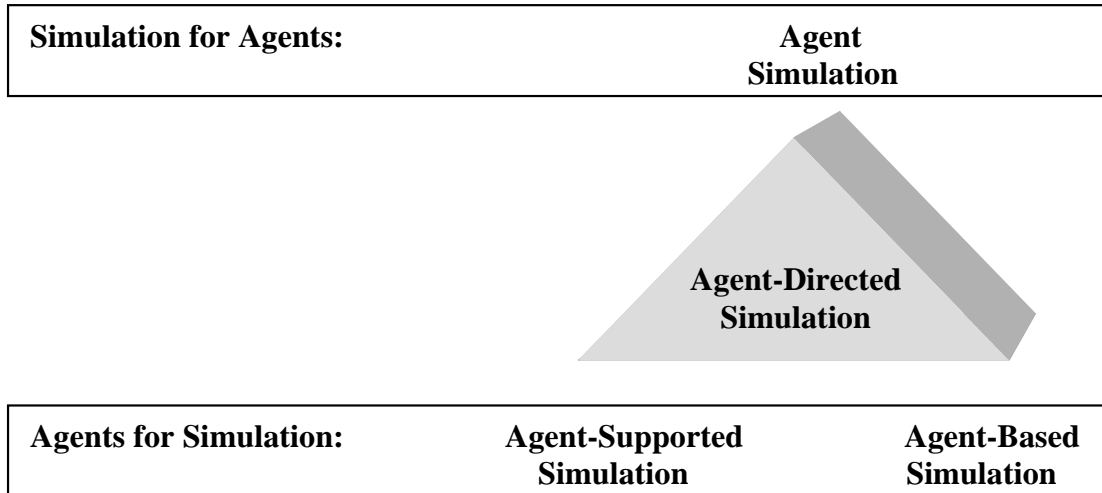 Simulation for Agents: Agent
Simulation
Agent-Directed
Simulation
Agents for Simulation: Agent-Supported Agent-Based
Simulation Simulation